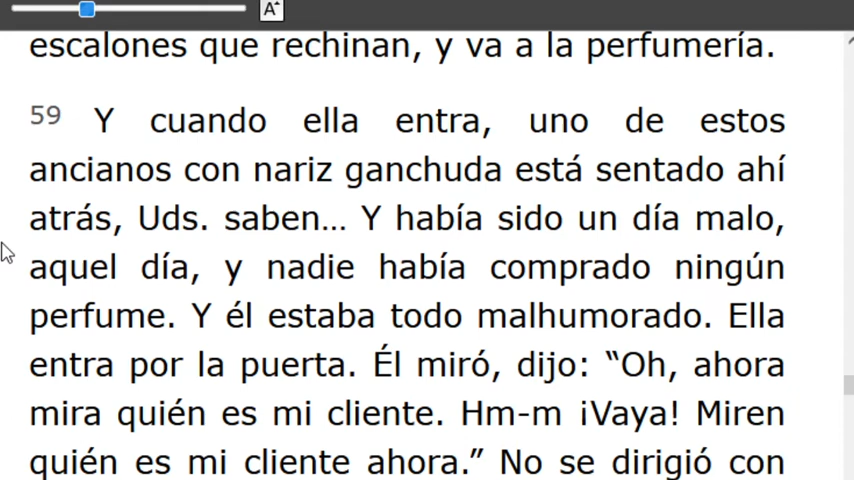 A
escalones que rechinan, y va a la perfumería.
59 Y cuando ella entra, uno de estos
ancianos con nariz ganchuda está sentado ahí
atrás, Uds. saben... Y había sido un día malo,
aquel día, y nadie había comprado ningún
perfume. Y él estaba todo malhumorado. Ella
entra por la puerta. Él miró, dijo: “Oh, ahora
mira quién es mi cliente. Hm-m ¡Vaya! Miren
quién es mi cliente ahora.” No se dirigió con